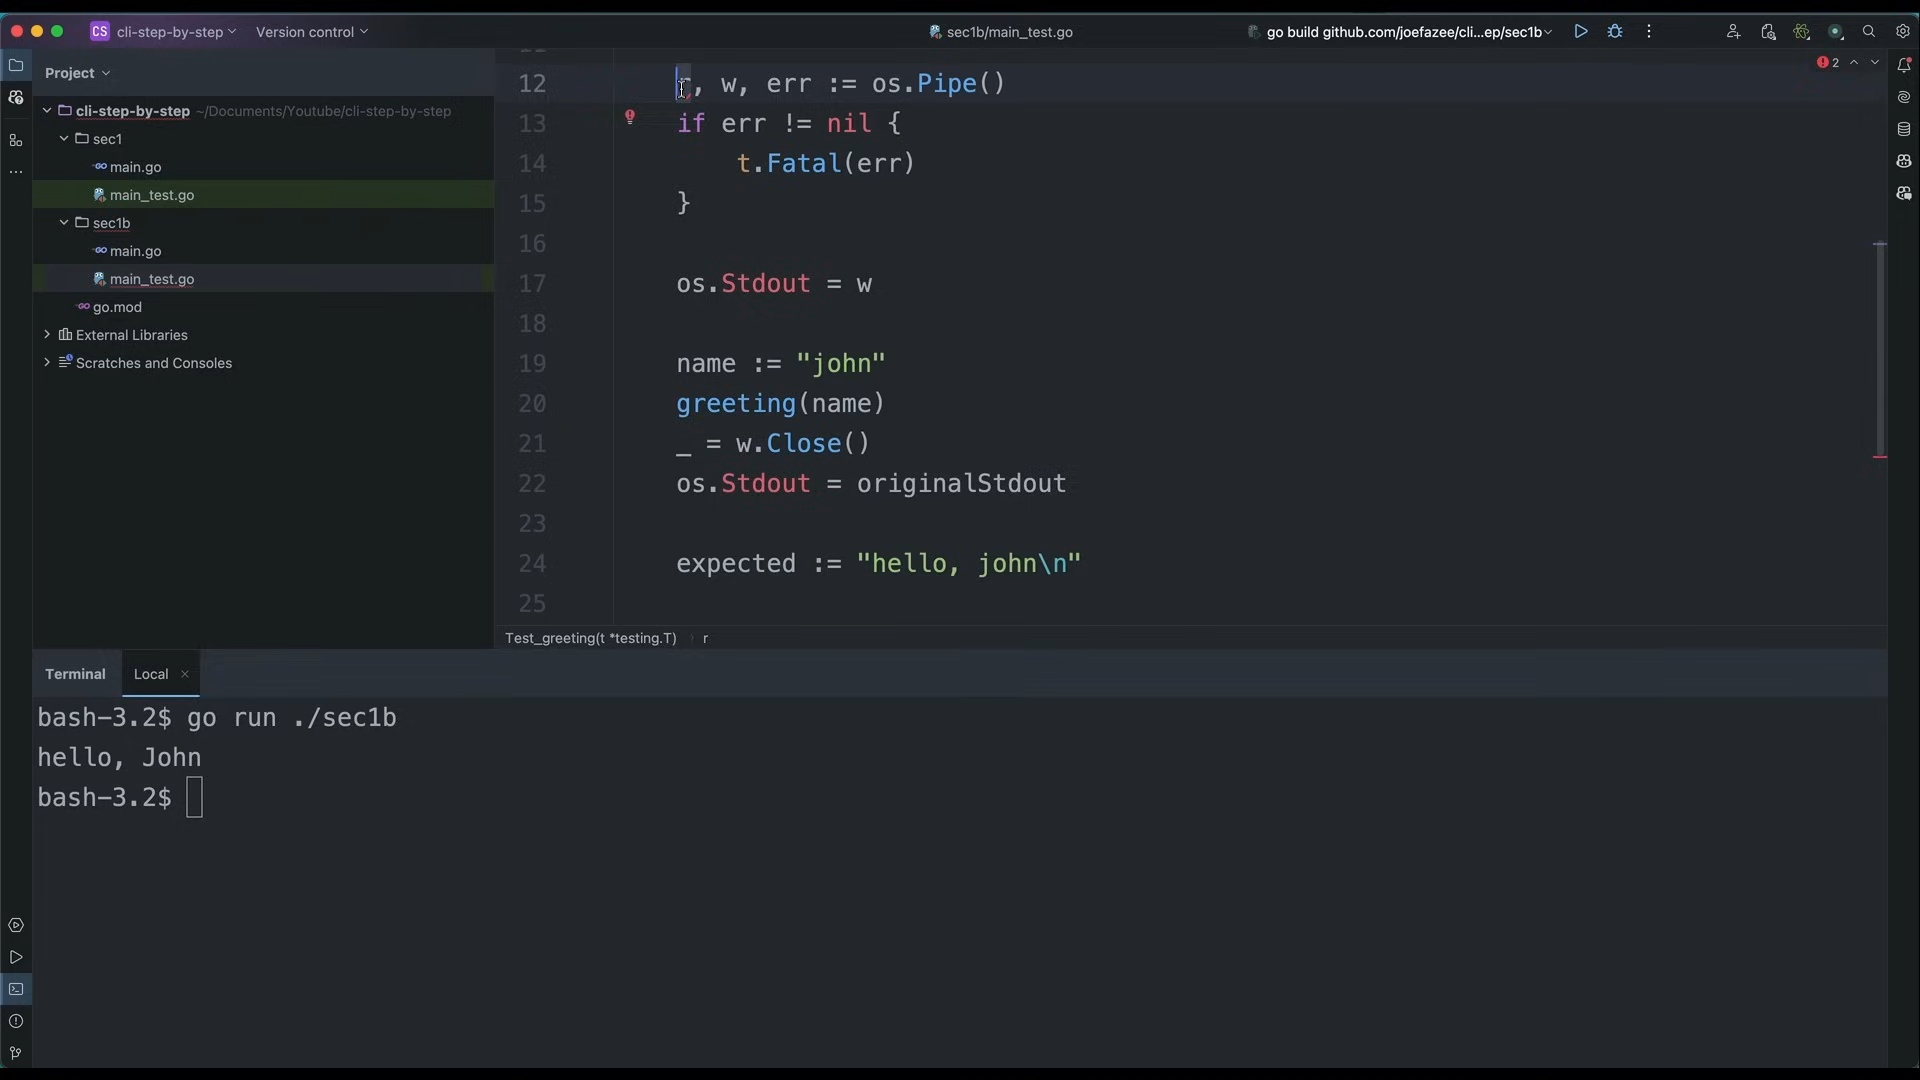 CS cli-step-by-step Version control sec1b/main_test.go go build github.com/joefazee/cli...ep/sec1b
Project
cli-step-by-step ~/Documents/Youtube/cli-step-by-step
sec1
main.go
main_test.go
sec1b
main.go
main_test.go
go.mod
External Libraries
Scratches and Consoles
2
12 r, w, err := os.Pipe()
13 if err != nil {
14 t.Fatal(err)
15 }
16
17 os.Stdout = w
18
19 name := "john"
20 greeting(name)
21 _ = w.Close()
22 os.Stdout = originalStdout
23
24 expected := "hello, john\n"
25
Test_greeting(t *testing.T) r
Terminal Local
bash-3.2$ go run ./sec1b
hello, John
bash-3.2$